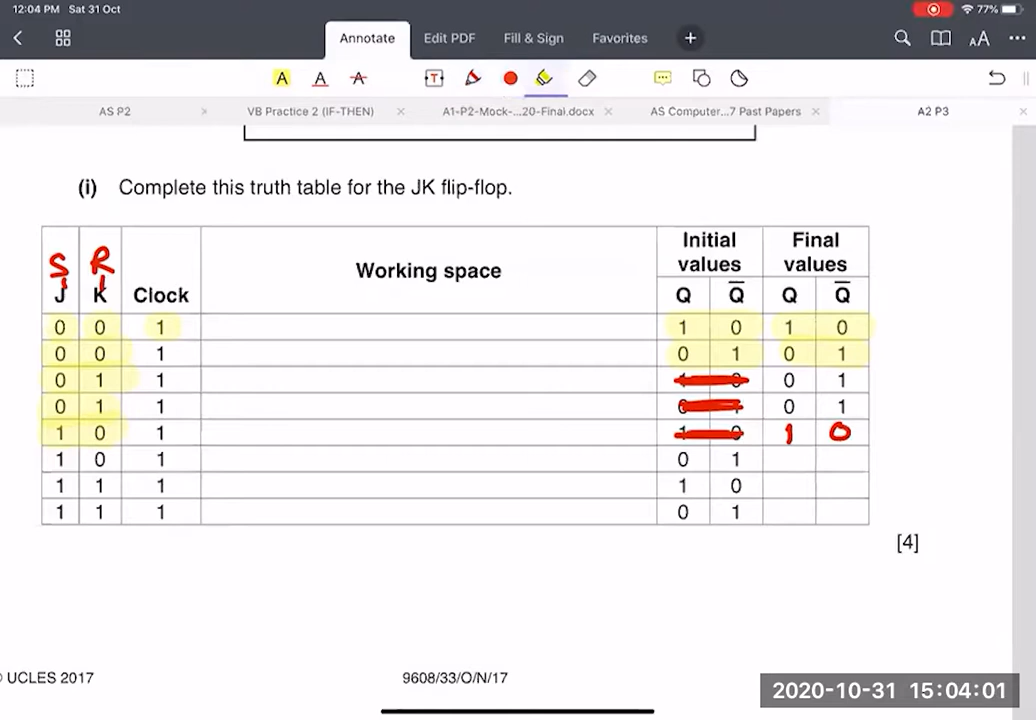 12:04 PM Sat 31 Oct 77%
Annotate Edit PDF Fill & Sign Favorites +
A A A T AA
AS P2 × VB Practice 2 (IF-THEN) × A1-P2-Mock-...20-Final.docx × AS Computer...7 Past Papers × A2 P3 ×
(i) Complete this truth table for the JK flip-flop.
S R
Initial values Final values
J K Clock Working space Q Q̅ Q Q̅
0 0 1 1 0 1 0
0 0 1 0 1 0 1
0 1 1 0 1
0 1 1 0 1
1 0 1 1 0
1 0 1 0 1
1 1 1 1 0
1 1 1 0 1
[4]
UCLES 2017 9608/33/O/N/17
2020-10-31 15:04:01